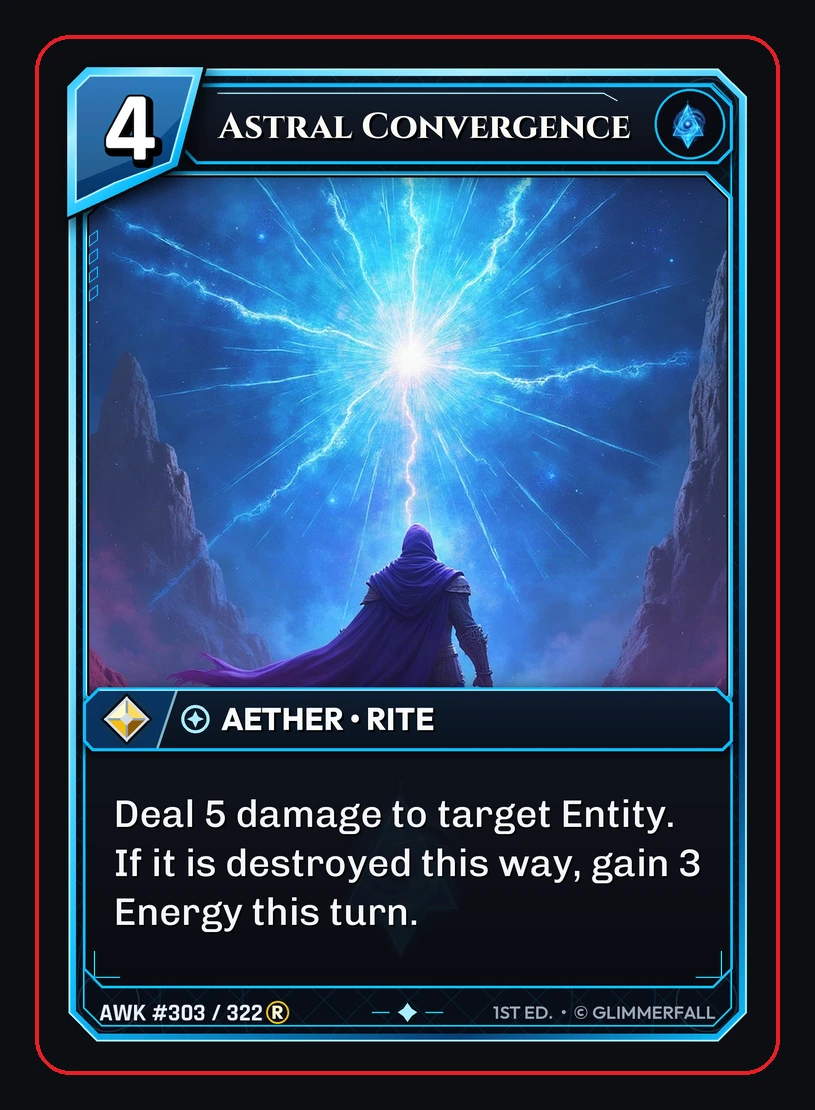 4
Astral Convergence
AETHER • RITE
Deal 5 damage to target Entity.
If it is destroyed this way, gain 3
Energy this turn.
AWK #303 / 322 R
1ST ED. • © GLIMMERFALL